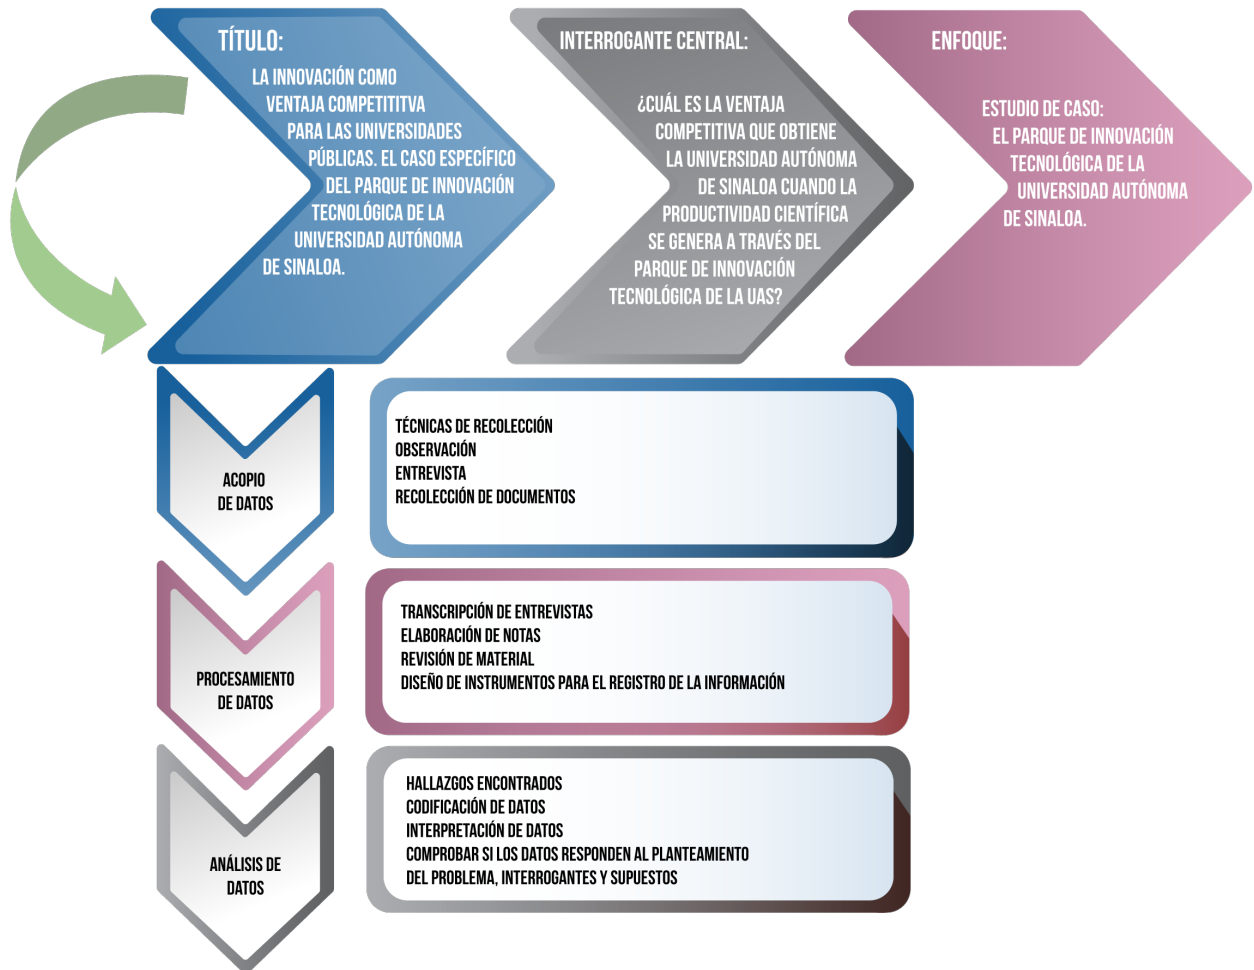 TÍTULO:
LA INNOVACIÓN COMO
VENTAJA COMPETITITVA
PARA LAS UNIVERSIDADES
PÚBLICAS. EL CASO ESPECÍFICO
DEL PARQUE DE INNOVACIÓN
TECNOLÓGICA DE LA
UNIVERSIDAD AUTÓNOMA
DE SINALOA.
INTERROGANTE CENTRAL:
¿CUÁL ES LA VENTAJA
COMPETITIVA QUE OBTIENE
LA UNIVERSIDAD AUTÓNOMA
DE SINALOA CUANDO LA
PRODUCTIVIDAD CIENTÍFICA
SE GENERA A TRAVÉS DEL
PARQUE DE INNOVACIÓN
TECNOLÓGICA DE LA UAS?
ENFOQUE:
ESTUDIO DE CASO:
EL PARQUE DE INNOVACIÓN
TECNOLÓGICA DE LA
UNIVERSIDAD AUTÓNOMA
DE SINALOA.
ACOPIO
DE DATOS
TÉCNICAS DE RECOLECCIÓN
OBSERVACIÓN
ENTREVISTA
RECOLECCIÓN DE DOCUMENTOS
PROCESAMIENTO
DE DATOS
TRANSCRIPCIÓN DE ENTREVISTAS
ELABORACIÓN DE NOTAS
REVISIÓN DE MATERIAL
DISEÑO DE INSTRUMENTOS PARA EL REGISTRO DE LA INFORMACIÓN
ANÁLISIS DE
DATOS
HALLAZGOS ENCONTRADOS
CODIFICACIÓN DE DATOS
INTERPRETACIÓN DE DATOS
COMPROBAR SI LOS DATOS RESPONDEN AL PLANTEAMIENTO
DEL PROBLEMA, INTERROGANTES Y SUPUESTOS